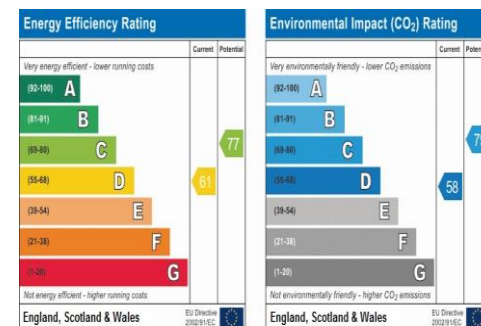 Energy Efficiency Rating
Current Potential
Very energy efficient - lower running costs
(92-100) A
(81-91) B
(69-80) C
77
(55-68) D
61
(39-54) E
(21-38) F
(1-20) G
Not energy efficient - higher running costs
England, Scotland & Wales
EU Directive
2002/91/EC
Environmental Impact (CO₂) Rating
Current Poten
Very environmentally friendly - lower CO₂ emissions
(92-100) A
(81-91) B
(69-80) C
(55-68) D
58
(39-54) E
(21-38) F
(1-20) G
Not environmentally friendly - higher CO₂ emissions
England, Scotland & Wales
EU Directive
2002/91/EC